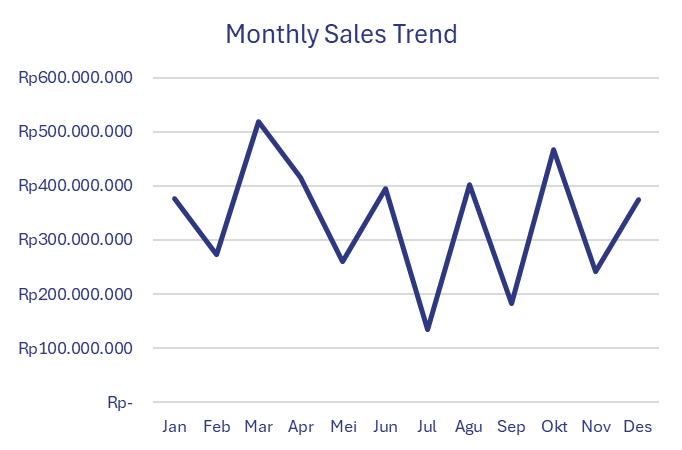 Monthly Sales Trend
Rp600.000.000
Rp500.000.000
Rp400.000.000
Rp300.000.000
Rp200.000.000
Rp100.000.000
Rp-
Jan Feb Mar Apr Mei Jun Jul Agu Sep Okt Nov Des